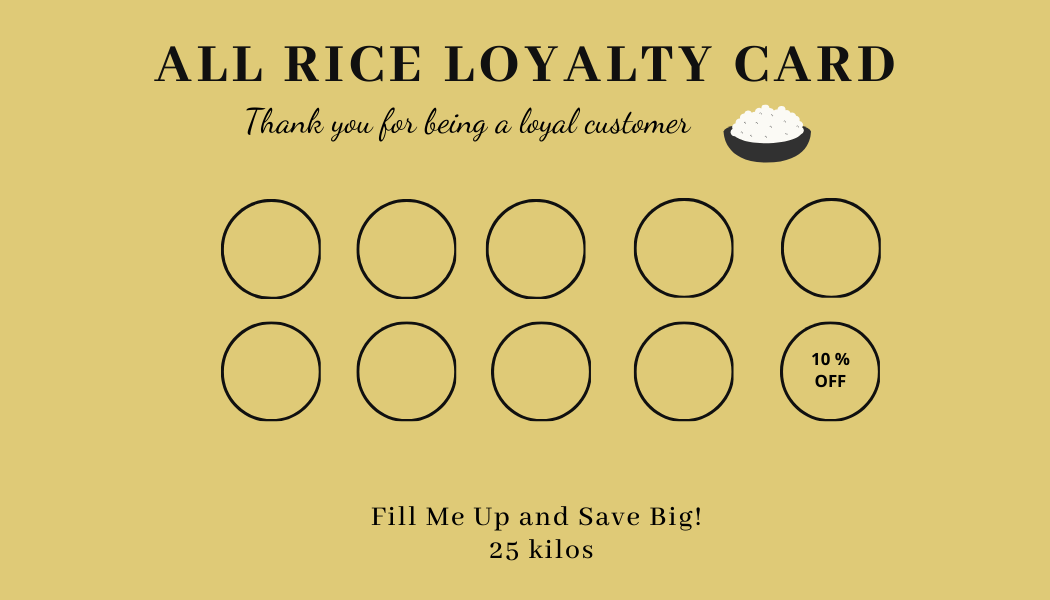 ALL RICE LOYALTY CARD
Thank you for being a loyal customer
10 %
OFF
Fill Me Up and Save Big!
25 kilos